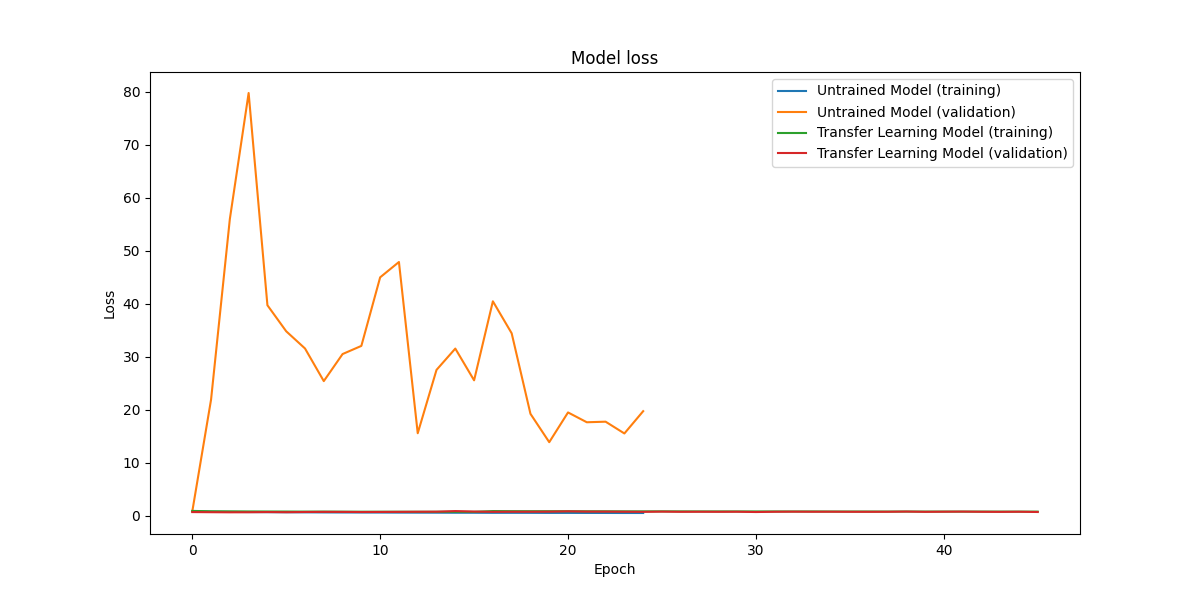 Model loss
Untrained Model (training)
Untrained Model (validation)
Transfer Learning Model (training)
Transfer Learning Model (validation)
80
70
60
50
40
30
20
10
0
Loss
0
10
20
30
40
Epoch